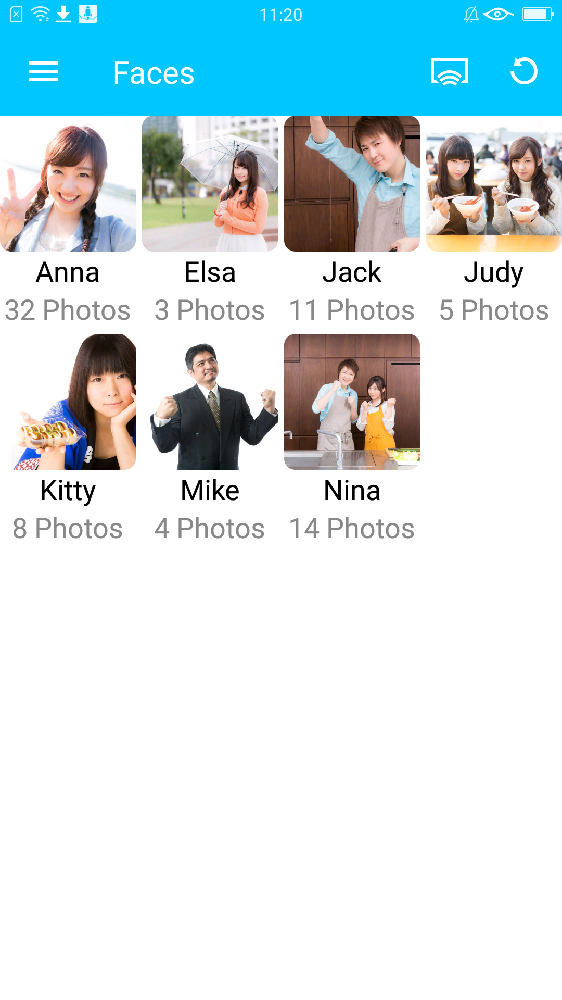 11:20
Faces
Anna
Elsa
Jack
Judy
32 Photos
3 Photos
11 Photos
5 Photos
Kitty
Mike
Nina
8 Photos
4 Photos
14 Photos